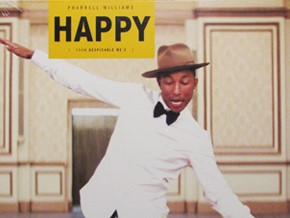 PHARRELL WILLIAMS
HAPPY
( FROM DESPICABLE ME 2 )